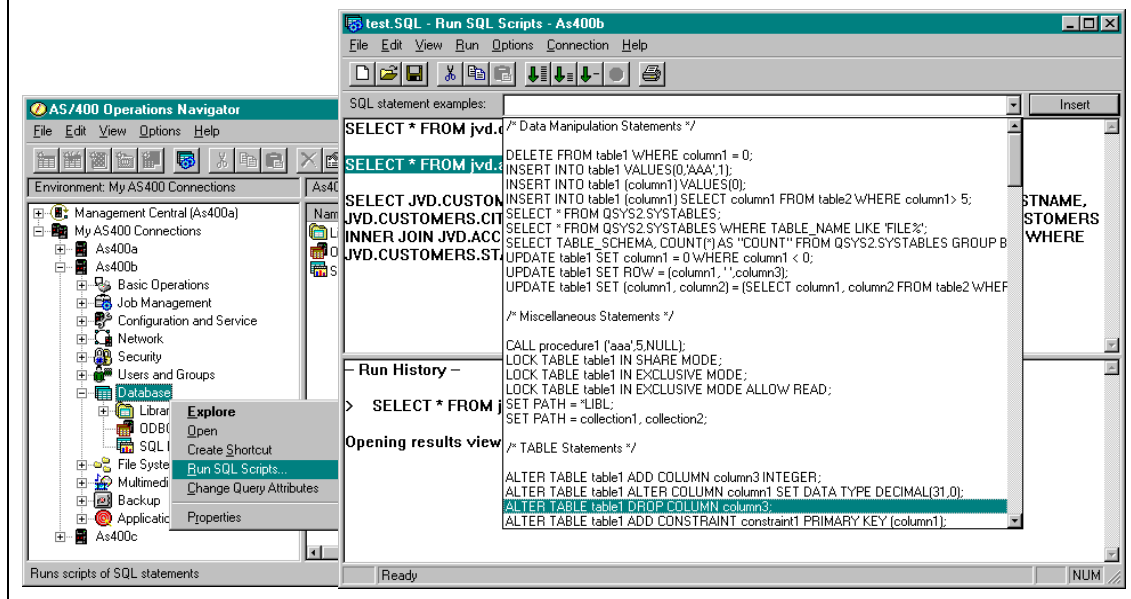 AS/400 Operations Navigator
File Edit View Options Help
Environment: My AS400 Connections
As40
Management Central (As400a)
My AS400 Connections
As400a
As400b
Basic Operations
Job Management
Configuration and Service
Network
Security
Users and Groups
Database
Librar
ODBC
SQL
File Syste
Multimedi
Backup
Applicatic
As400c
Nam
Explore
Open
Create Shortcut
Run SQL Scripts...
Change Query Attributes
Properties
Runs scripts of SQL statements
test.SQL - Run SQL Scripts - As400b
File Edit View Run Options Connection Help
SQL statement examples:
Insert
SELECT * FROM jvd.
SELECT * FROM jvd.a
SELECT JVD.CUSTOM STNAME,
JVD.CUSTOMERS.CIT STOMERS
INNER JOIN JVD.ACC WHERE
JVD.CUSTOMERS.STA
/* Data Manipulation Statements */
DELETE FROM table1 WHERE column1 = 0;
INSERT INTO table1 VALUES(0,'AAA',1);
INSERT INTO table1 (column1) VALUES(0);
INSERT INTO table1 (column1) SELECT column1 FROM table2 WHERE column1> 5;
SELECT * FROM QSYS2.SYSTABLES;
SELECT * FROM QSYS2.SYSTABLES WHERE TABLE_NAME LIKE 'FILE%';
SELECT TABLE_SCHEMA, COUNT(*) AS "COUNT" FROM QSYS2.SYSTABLES GROUP B
UPDATE table1 SET column1 = 0 WHERE column1 < 0;
UPDATE table1 SET ROW = (column1, ' ',column3);
UPDATE table1 SET (column1, column2) = (SELECT column1, column2 FROM table2 WHER
/* Miscellaneous Statements */
CALL procedure1 ('aaa',5,NULL);
LOCK TABLE table1 IN SHARE MODE;
LOCK TABLE table1 IN EXCLUSIVE MODE;
LOCK TABLE table1 IN EXCLUSIVE MODE ALLOW READ;
SET PATH = *LIBL;
SET PATH = collection1, collection2;
/* TABLE Statements */
ALTER TABLE table1 ADD COLUMN column3 INTEGER;
ALTER TABLE table1 ALTER COLUMN column1 SET DATA TYPE DECIMAL(31,0);
ALTER TABLE table1 DROP COLUMN column3;
ALTER TABLE table1 ADD CONSTRAINT constraint1 PRIMARY KEY (column1);
– Run History –
> SELECT * FROM j
Opening results view
Ready
NUM